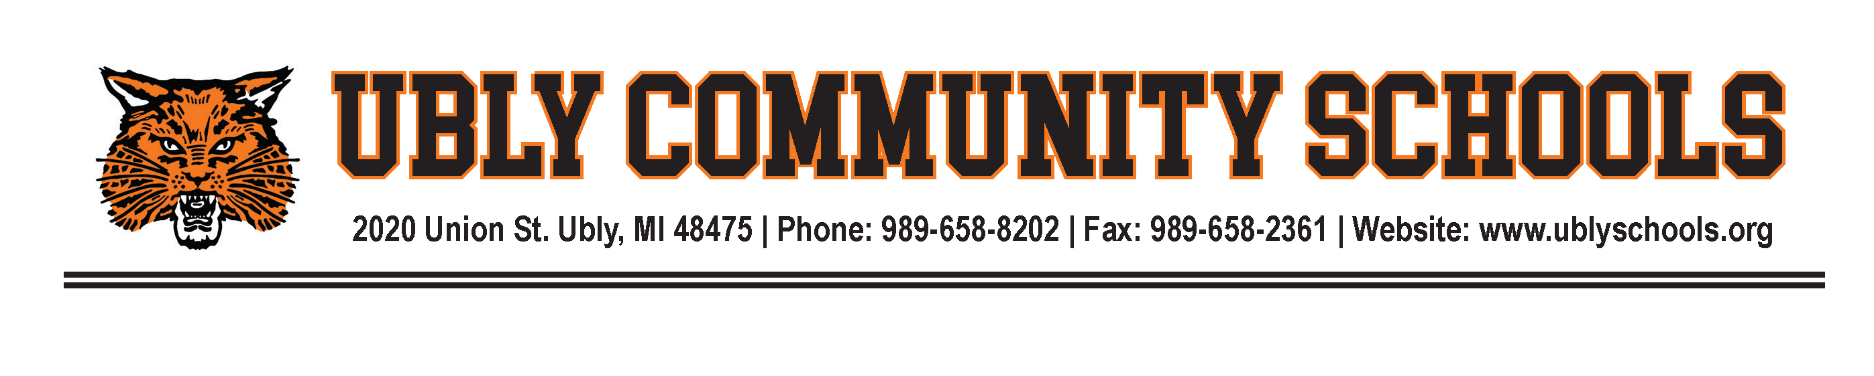 UBLY COMMUNITY SCHOOLS
2020 Union St. Ubly, MI 48475 | Phone: 989-658-8202 | Fax: 989-658-2361 | Website: www.ublyschools.org